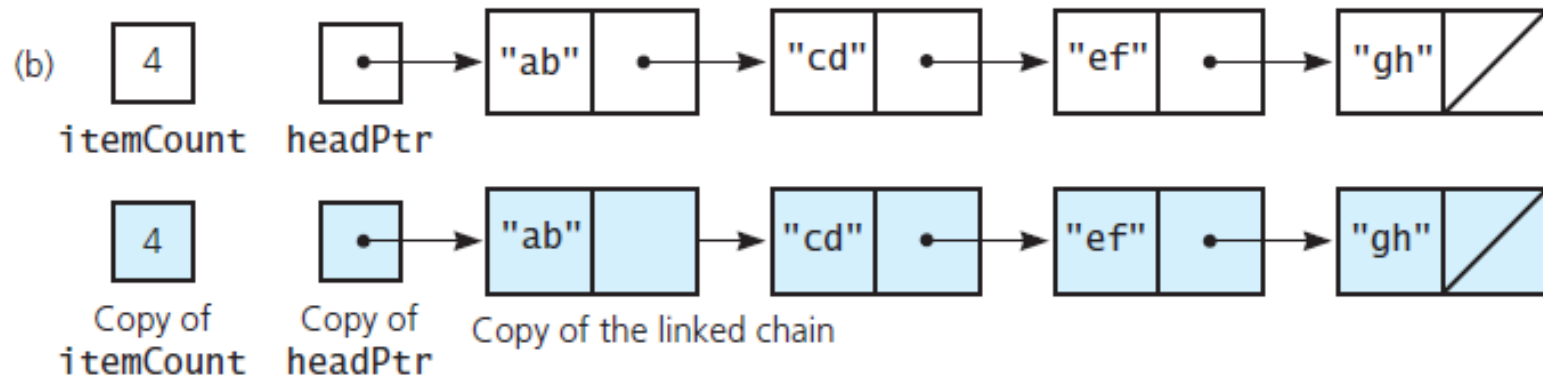 (b) 4 "ab" "cd" "ef" "gh"
itemCount headPtr
4 "ab" "cd" "ef" "gh"
Copy of Copy of Copy of the linked chain
itemCount headPtr